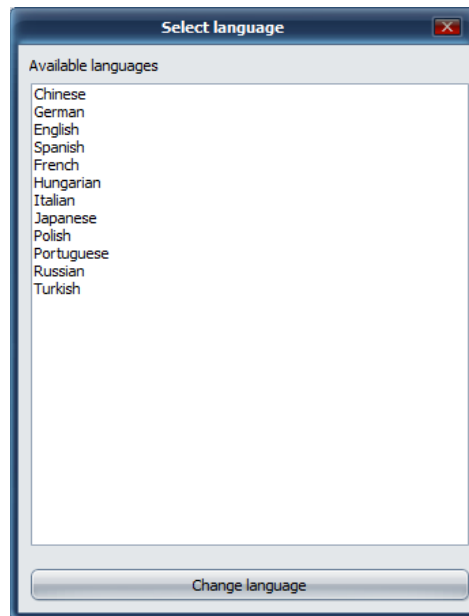 Select language
Available languages
Chinese
German
English
Spanish
French
Hungarian
Italian
Japanese
Polish
Portuguese
Russian
Turkish
Change language